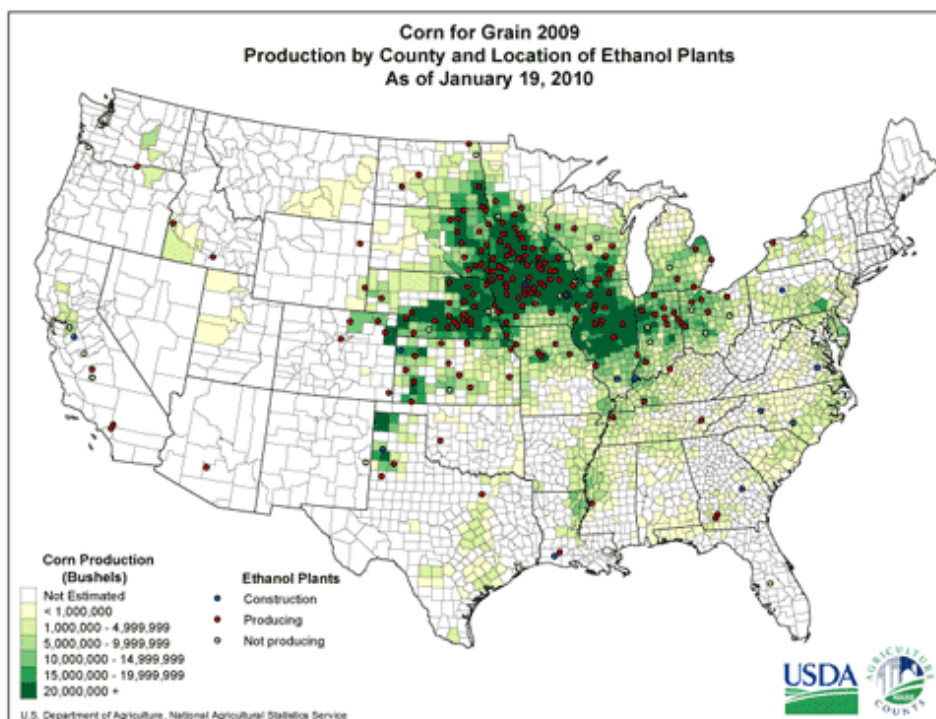 Corn for Grain 2009
Production by County and Location of Ethanol Plants
As of January 19, 2010
Corn Production
(Bushels)
Not Estimated
< 1,000,000
1,000,000 - 4,999,999
5,000,000 - 9,999,999
10,000,000 - 14,999,999
15,000,000 - 19,999,999
20,000,000 +
Ethanol Plants
Construction
Producing
Not producing
U.S. Department of Agriculture, National Agricultural Statistics Service
USDA
AGRICULTURE
COUNTS